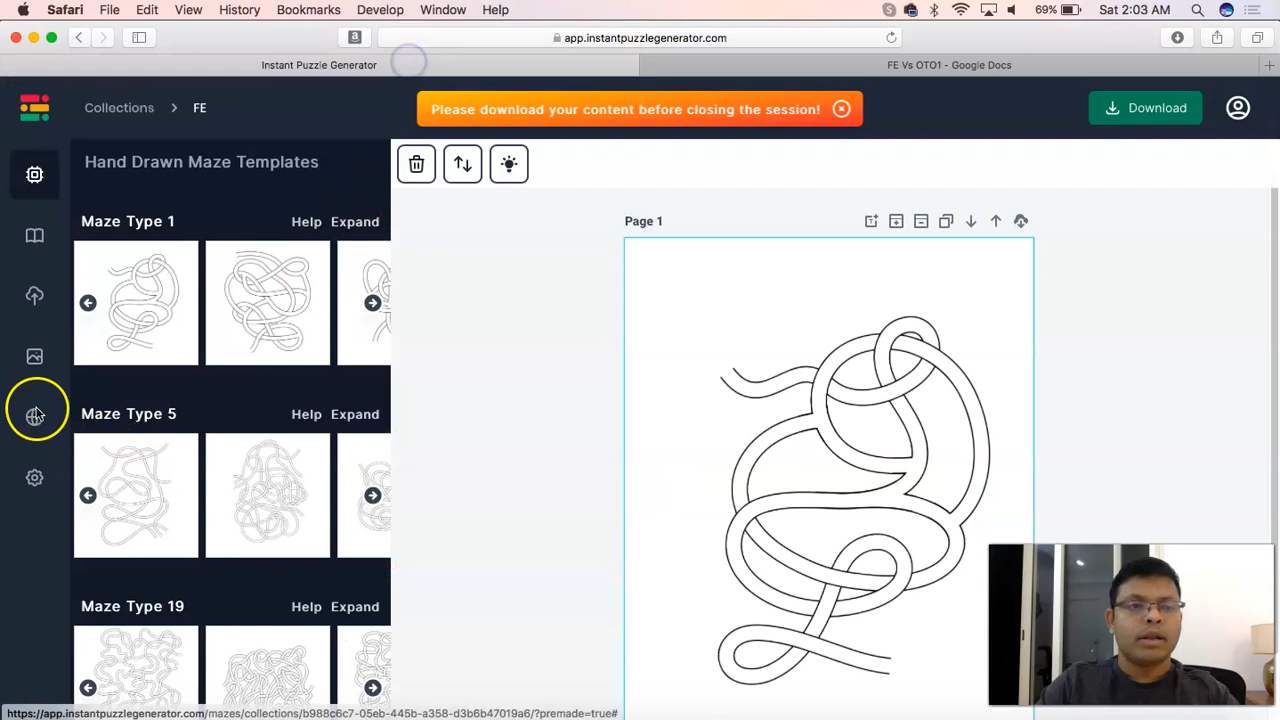 Safari File Edit View History Bookmarks Develop Window Help 69% Sat 2:03 AM
a app.instantpuzzlegenerator.com
Instant Puzzle Generator FE Vs OTO1 - Google Docs
Collections > FE Please download your content before closing the session! Download
Hand Drawn Maze Templates
Maze Type 1 Help Expand Page 1
Maze Type 5 Help Expand
Maze Type 19 Help Expand
https://app.instantpuzzlegenerator.com/mazes/collections/b988c6c7-05eb-445b-a358-d3b6b47019a6/?premade=true#